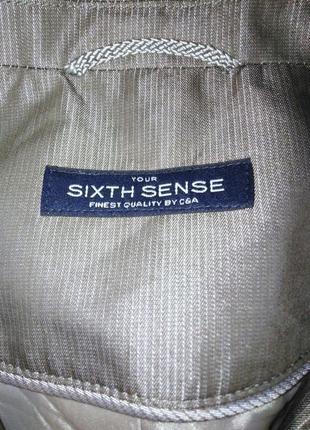 YOUR
SIXTH SENSE
FINEST QUALITY BY C&A